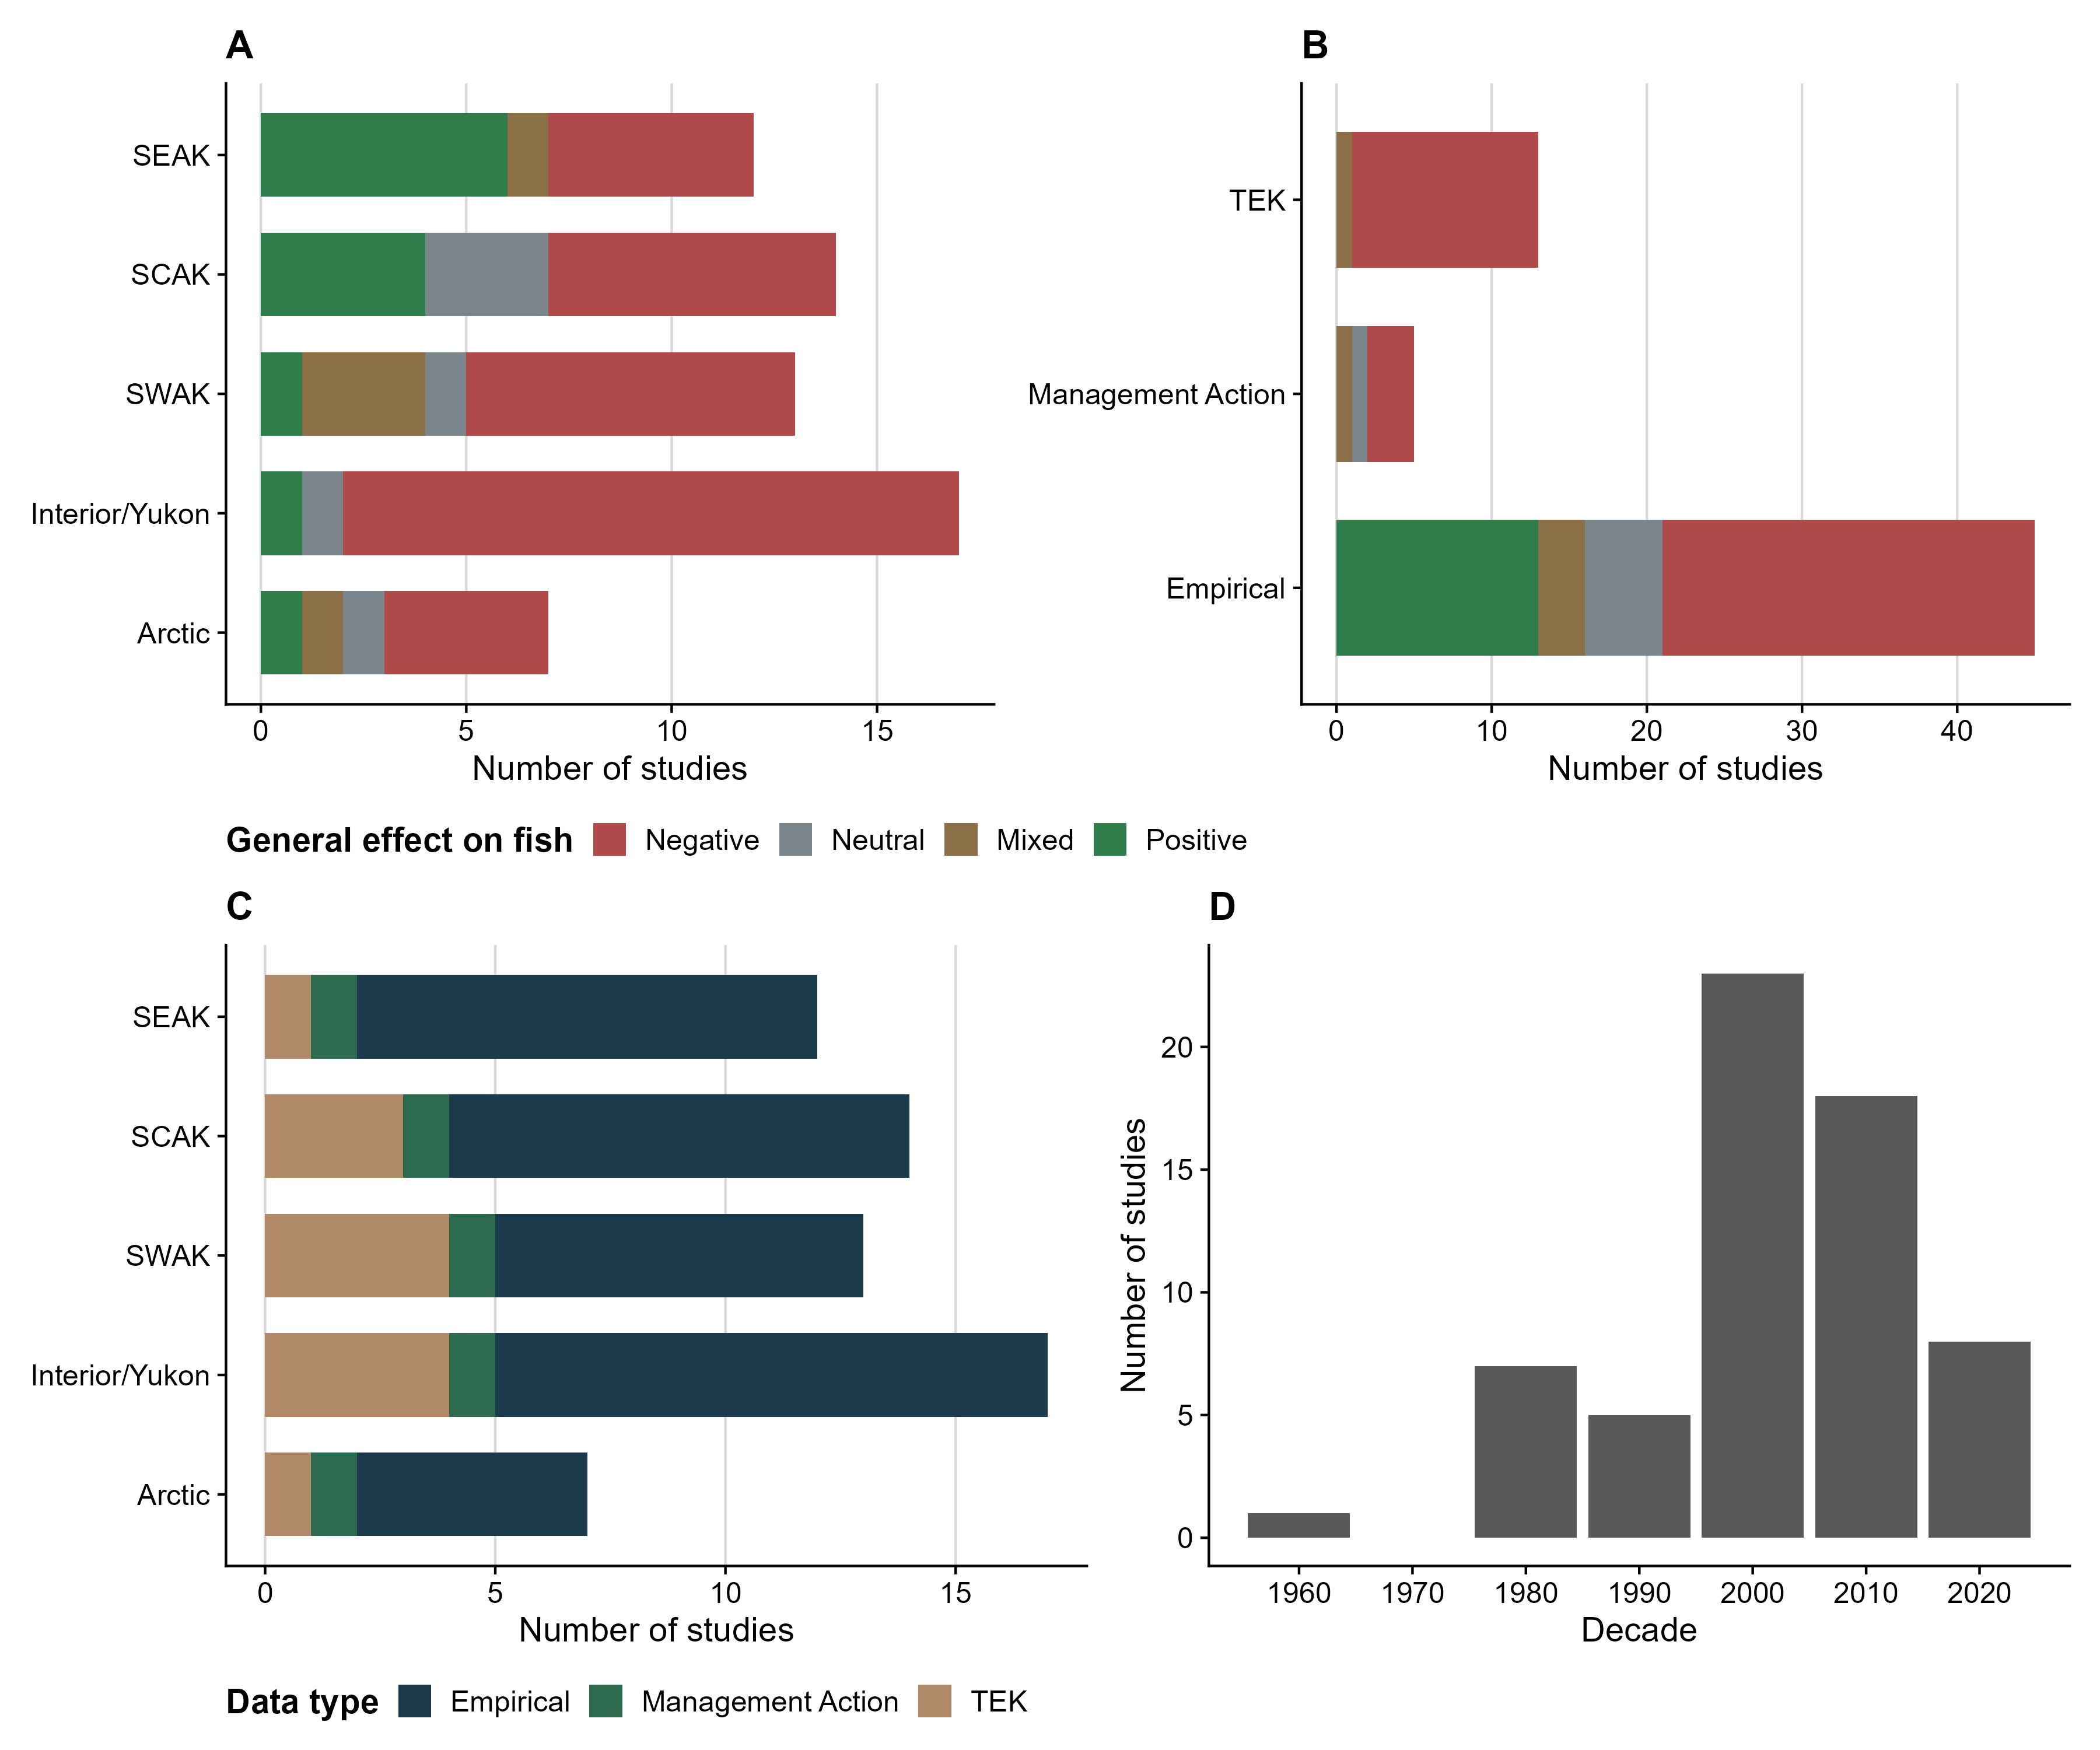 A
SEAK
SCAK
SWAK
Interior/Yukon
Arctic
0 5 10 15
Number of studies
B
TEK
Management Action
Empirical
0 10 20 30 40
Number of studies
General effect on fish Negative Neutral Mixed Positive
C
SEAK
SCAK
SWAK
Interior/Yukon
Arctic
0 5 10 15
Number of studies
Data type Empirical Management Action TEK
D
Number of studies
20
15
10
5
0
1960 1970 1980 1990 2000 2010 2020
Decade